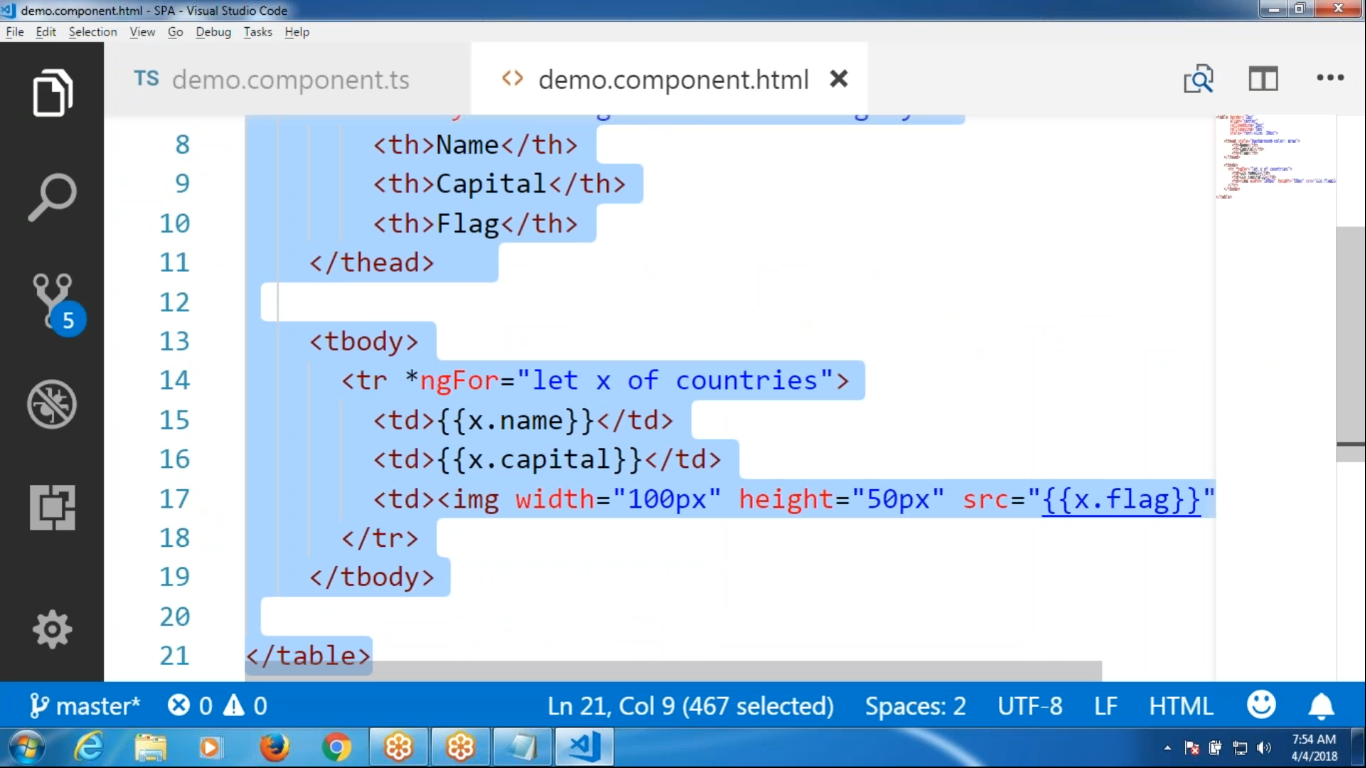 demo.component.html - SPA - Visual Studio Code
File Edit Selection View Go Debug Tasks Help
TS demo.component.ts <> demo.component.html
8 <th>Name</th>
9 <th>Capital</th>
10 <th>Flag</th>
11 </thead>
12
13 <tbody>
14 <tr *ngFor="let x of countries">
15 <td>{{x.name}}</td>
16 <td>{{x.capital}}</td>
17 <td><img width="100px" height="50px" src="{{x.flag}}"
18 </tr>
19 </tbody>
20
21 </table>
5
master* 0 0 Ln 21, Col 9 (467 selected) Spaces: 2 UTF-8 LF HTML
7:54 AM
4/4/2018